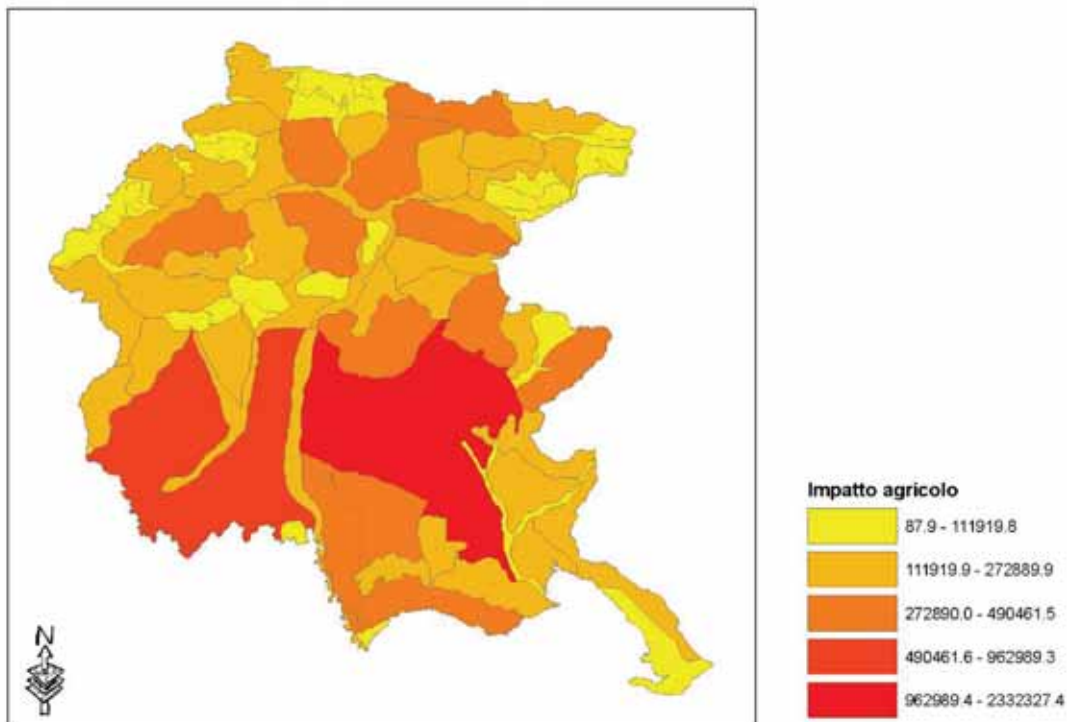 N
Impatto agricolo
87.9 - 111919.8
111919.9 - 272889.9
272890.0 - 490461.5
490461.6 - 962989.3
962989.4 - 2332327.4